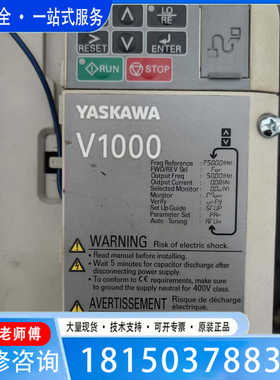 全·一站式服务
LO
RE
ESC
RESET
ENTER
RUN
STOP
YASKAWA
V1000
Freq Reference
FWD/REV Sel
Output Freq
Output Current
Selected Monitor
Monitor
Verify
Set Up Guide
Parameter Set
Auto Tuning
WARNING
Risk of electric shock.
Read manual before installing.
Wait 5 minutes for capacitor discharge after
disconnecting power supply.
To conform to CE requirements, make sure
to ground the supply neutral for 400V class.
AVERTISSEMENT
Risque de décharge
électrique.
老师傅
大量现货·技术支持·可开专票·原装正品
修咨询
18150377883